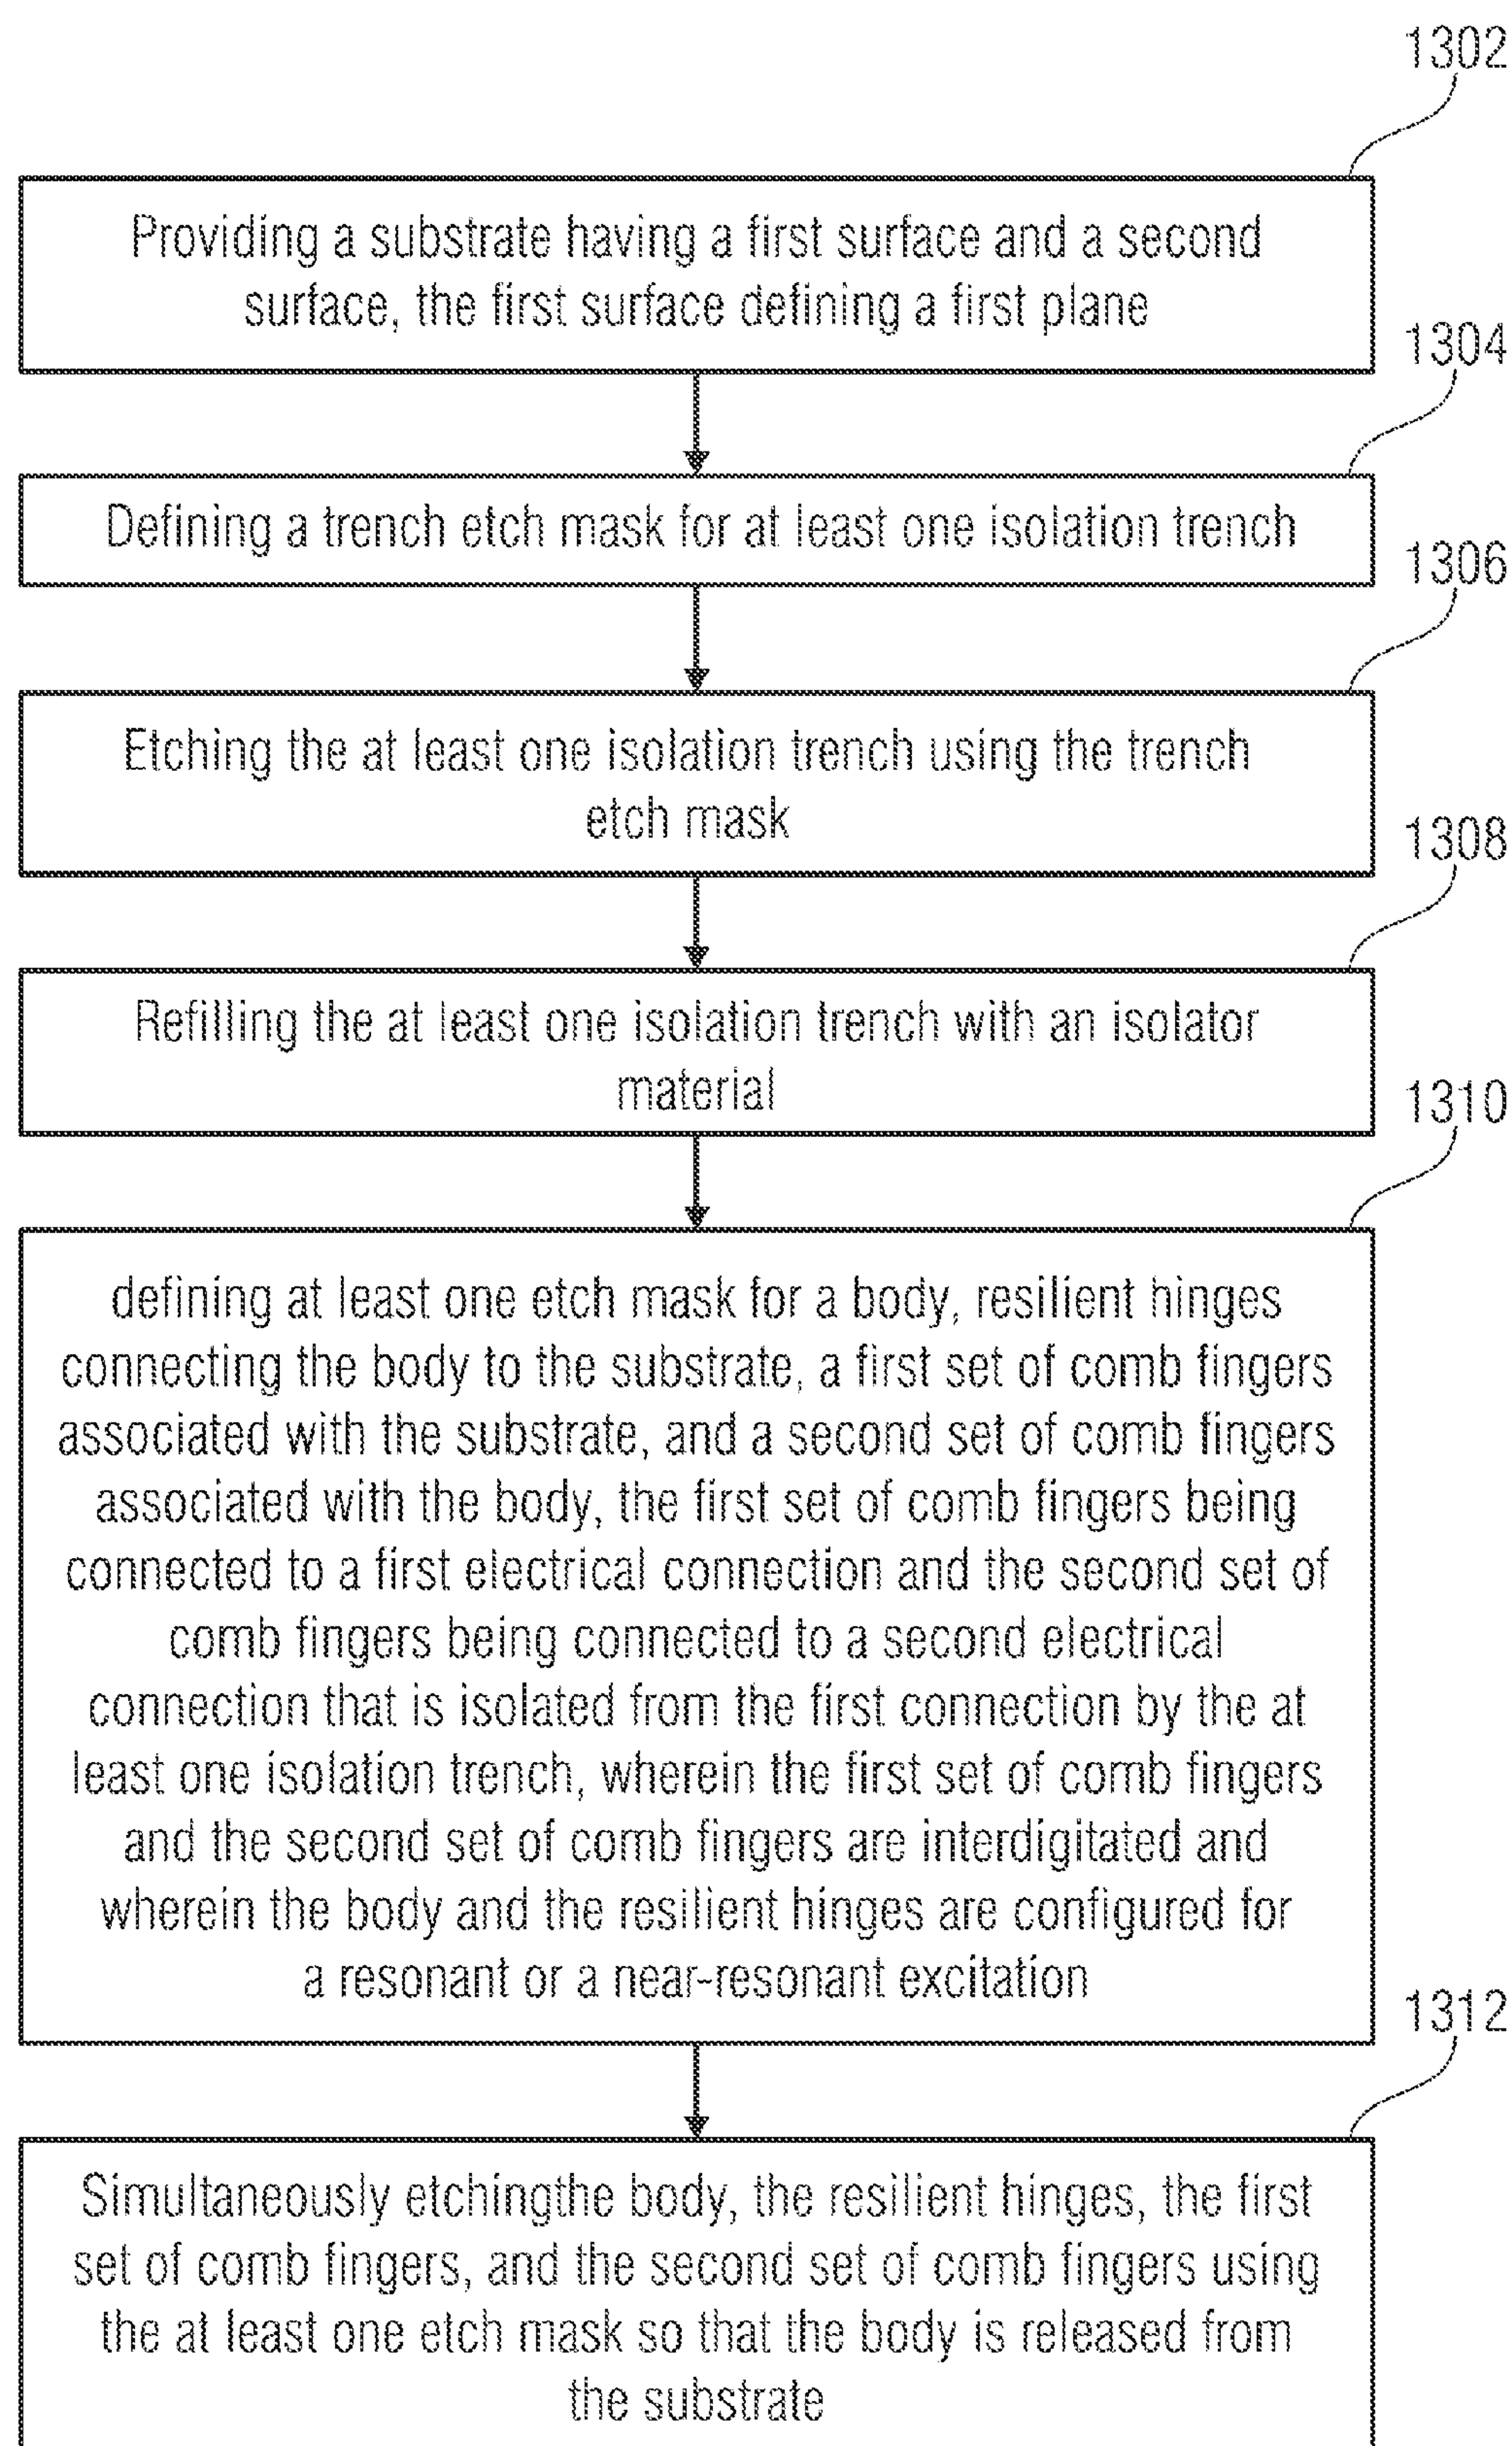 1302
Providing a substrate having a first surface and a second
surface, the first surface defining a first plane
1304
Defining a trench etch mask for at least one isolation trench
1306
Etching the at least one isolation trench using the trench
etch mask
1308
Refilling the at least one isolation trench with an isolator
material
1310
defining at least one etch mask for a body, resilient hinges
connecting the body to the substrate, a first set of comb fingers
associated with the substrate, and a second set of comb fingers
associated with the body, the first set of comb fingers being
connected to a first electrical connection and the second set of
comb fingers being connected to a second electrical
connection that is isolated from the first connection by the at
least one isolation trench, wherein the first set of comb fingers
and the second set of comb fingers are interdigitated and
wherein the body and the resilient hinges are configured for
a resonant or a near-resonant excitation
1312
Simultaneously etchingthe body, the resilient hinges, the first
set of comb fingers, and the second set of comb fingers using
the at least one etch mask so that the body is released from
the substrate